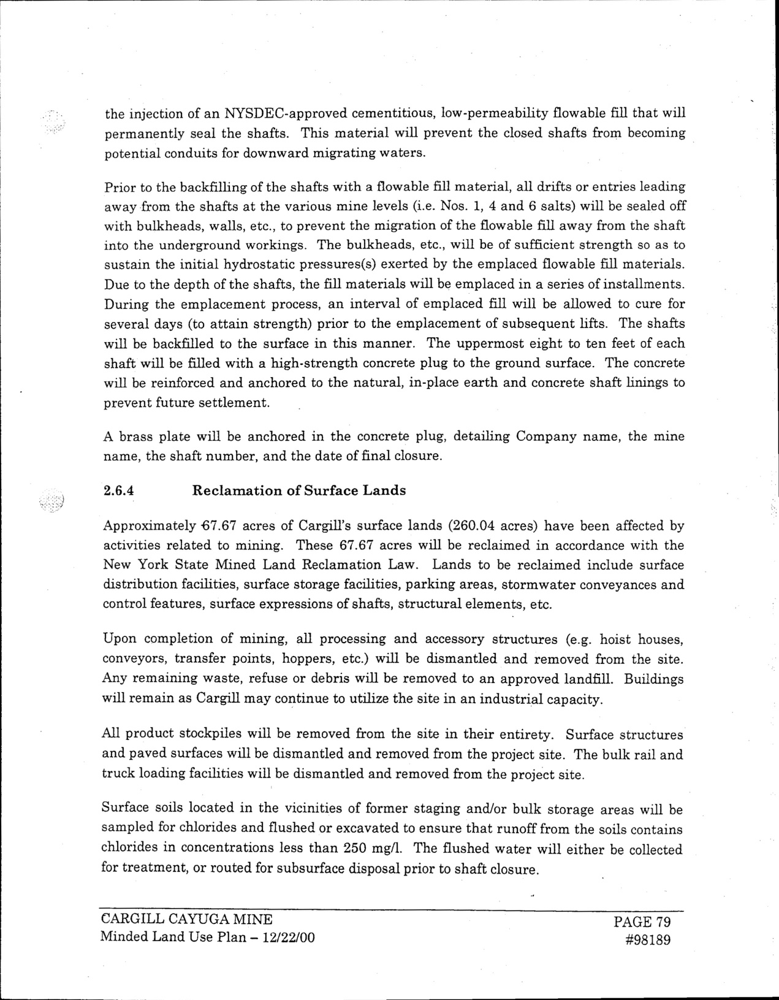 the injection of an NYSDEC-approved cementitious, low-permeability flowable fill that will
permanently seal the shafts. This material will prevent the closed shafts from becoming
potential conduits for downward migrating waters.
Prior to the backfilling of the shafts with a flowable fill material, all drifts or entries leading
away from the shafts at the various mine levels (i.e. Nos. 1, 4 and 6 salts) will be sealed off
with bulkheads, walls, etc., to prevent the migration of the flowable fill away from the shaft
into the underground workings. The bulkheads, etc., will be of sufficient strength so as to
sustain the initial hydrostatic pressures(s) exerted by the emplaced flowable fill materials.
Due to the depth of the shafts, the fill materials will be emplaced in a series of installments.
During the emplacement process, an interval of emplaced fill will be allowed to cure for
several days (to attain strength) prior to the emplacement of subsequent lifts. The shafts
will be backfilled to the surface in this manner. The uppermost eight to ten feet of each
shaft will be filled with a high-strength concrete plug to the ground surface. The concrete
will be reinforced and anchored to the natural, in-place earth and concrete shaft linings to
prevent future settlement.
A brass plate will be anchored in the concrete plug, detailing Company name, the mine
name, the shaft number, and the date of final closure.
2.6.4 Reclamation of Surface Lands
Approximately 67.67 acres of Cargill's surface lands (260.04 acres) have been affected by
activities related to mining. These 67.67 acres will be reclaimed in accordance with the
New York State Mined Land Reclamation Law. Lands to be reclaimed include surface
distribution facilities, surface storage facilities, parking areas, stormwater conveyances and
control features, surface expressions of shafts, structural elements, etc.
Upon completion of mining, all processing and accessory structures (e.g. hoist houses,
conveyors, transfer points, hoppers, etc.) will be dismantled and removed from the site.
Any remaining waste, refuse or debris will be removed to an approved landfill. Buildings
will remain as Cargill may continue to utilize the site in an industrial capacity.
All product stockpiles will be removed from the site in their entirety. Surface structures
and paved surfaces will be dismantled and removed from the project site. The bulk rail and
truck loading facilities will be dismantled and removed from the project site.
Surface soils located in the vicinities of former staging and/or bulk storage areas will be
sampled for chlorides and flushed or excavated to ensure that runoff from the soils contains
chlorides in concentrations less than 250 mg/l. The flushed water will either be collected
for treatment, or routed for subsurface disposal prior to shaft closure.
CARGILL CAYUGA MINE PAGE 79
Minded Land Use Plan – 12/22/00 #98189